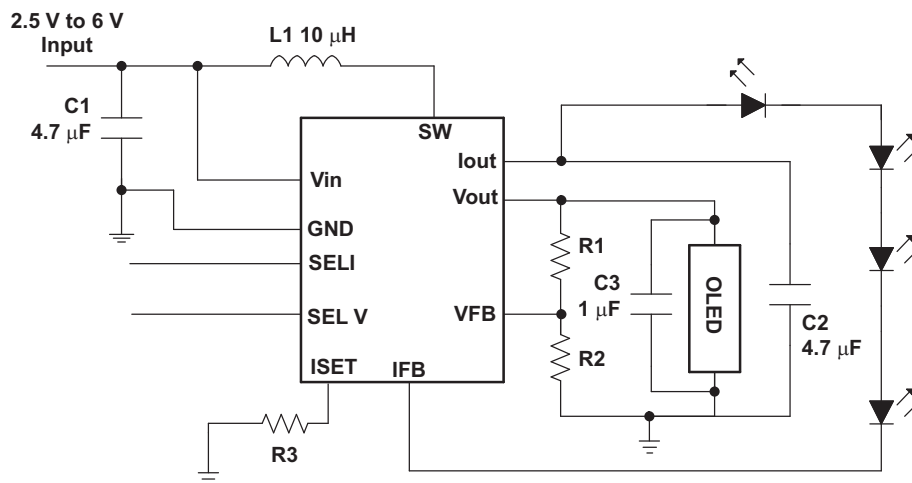 2.5 V to 6 V
Input
L1 10 μH
C1
4.7 μF
SW
Vin
Iout
Vout
GND
SELI
SEL V
VFB
ISET
IFB
R1
R2
R3
C3
1 μF
OLED
C2
4.7 μF